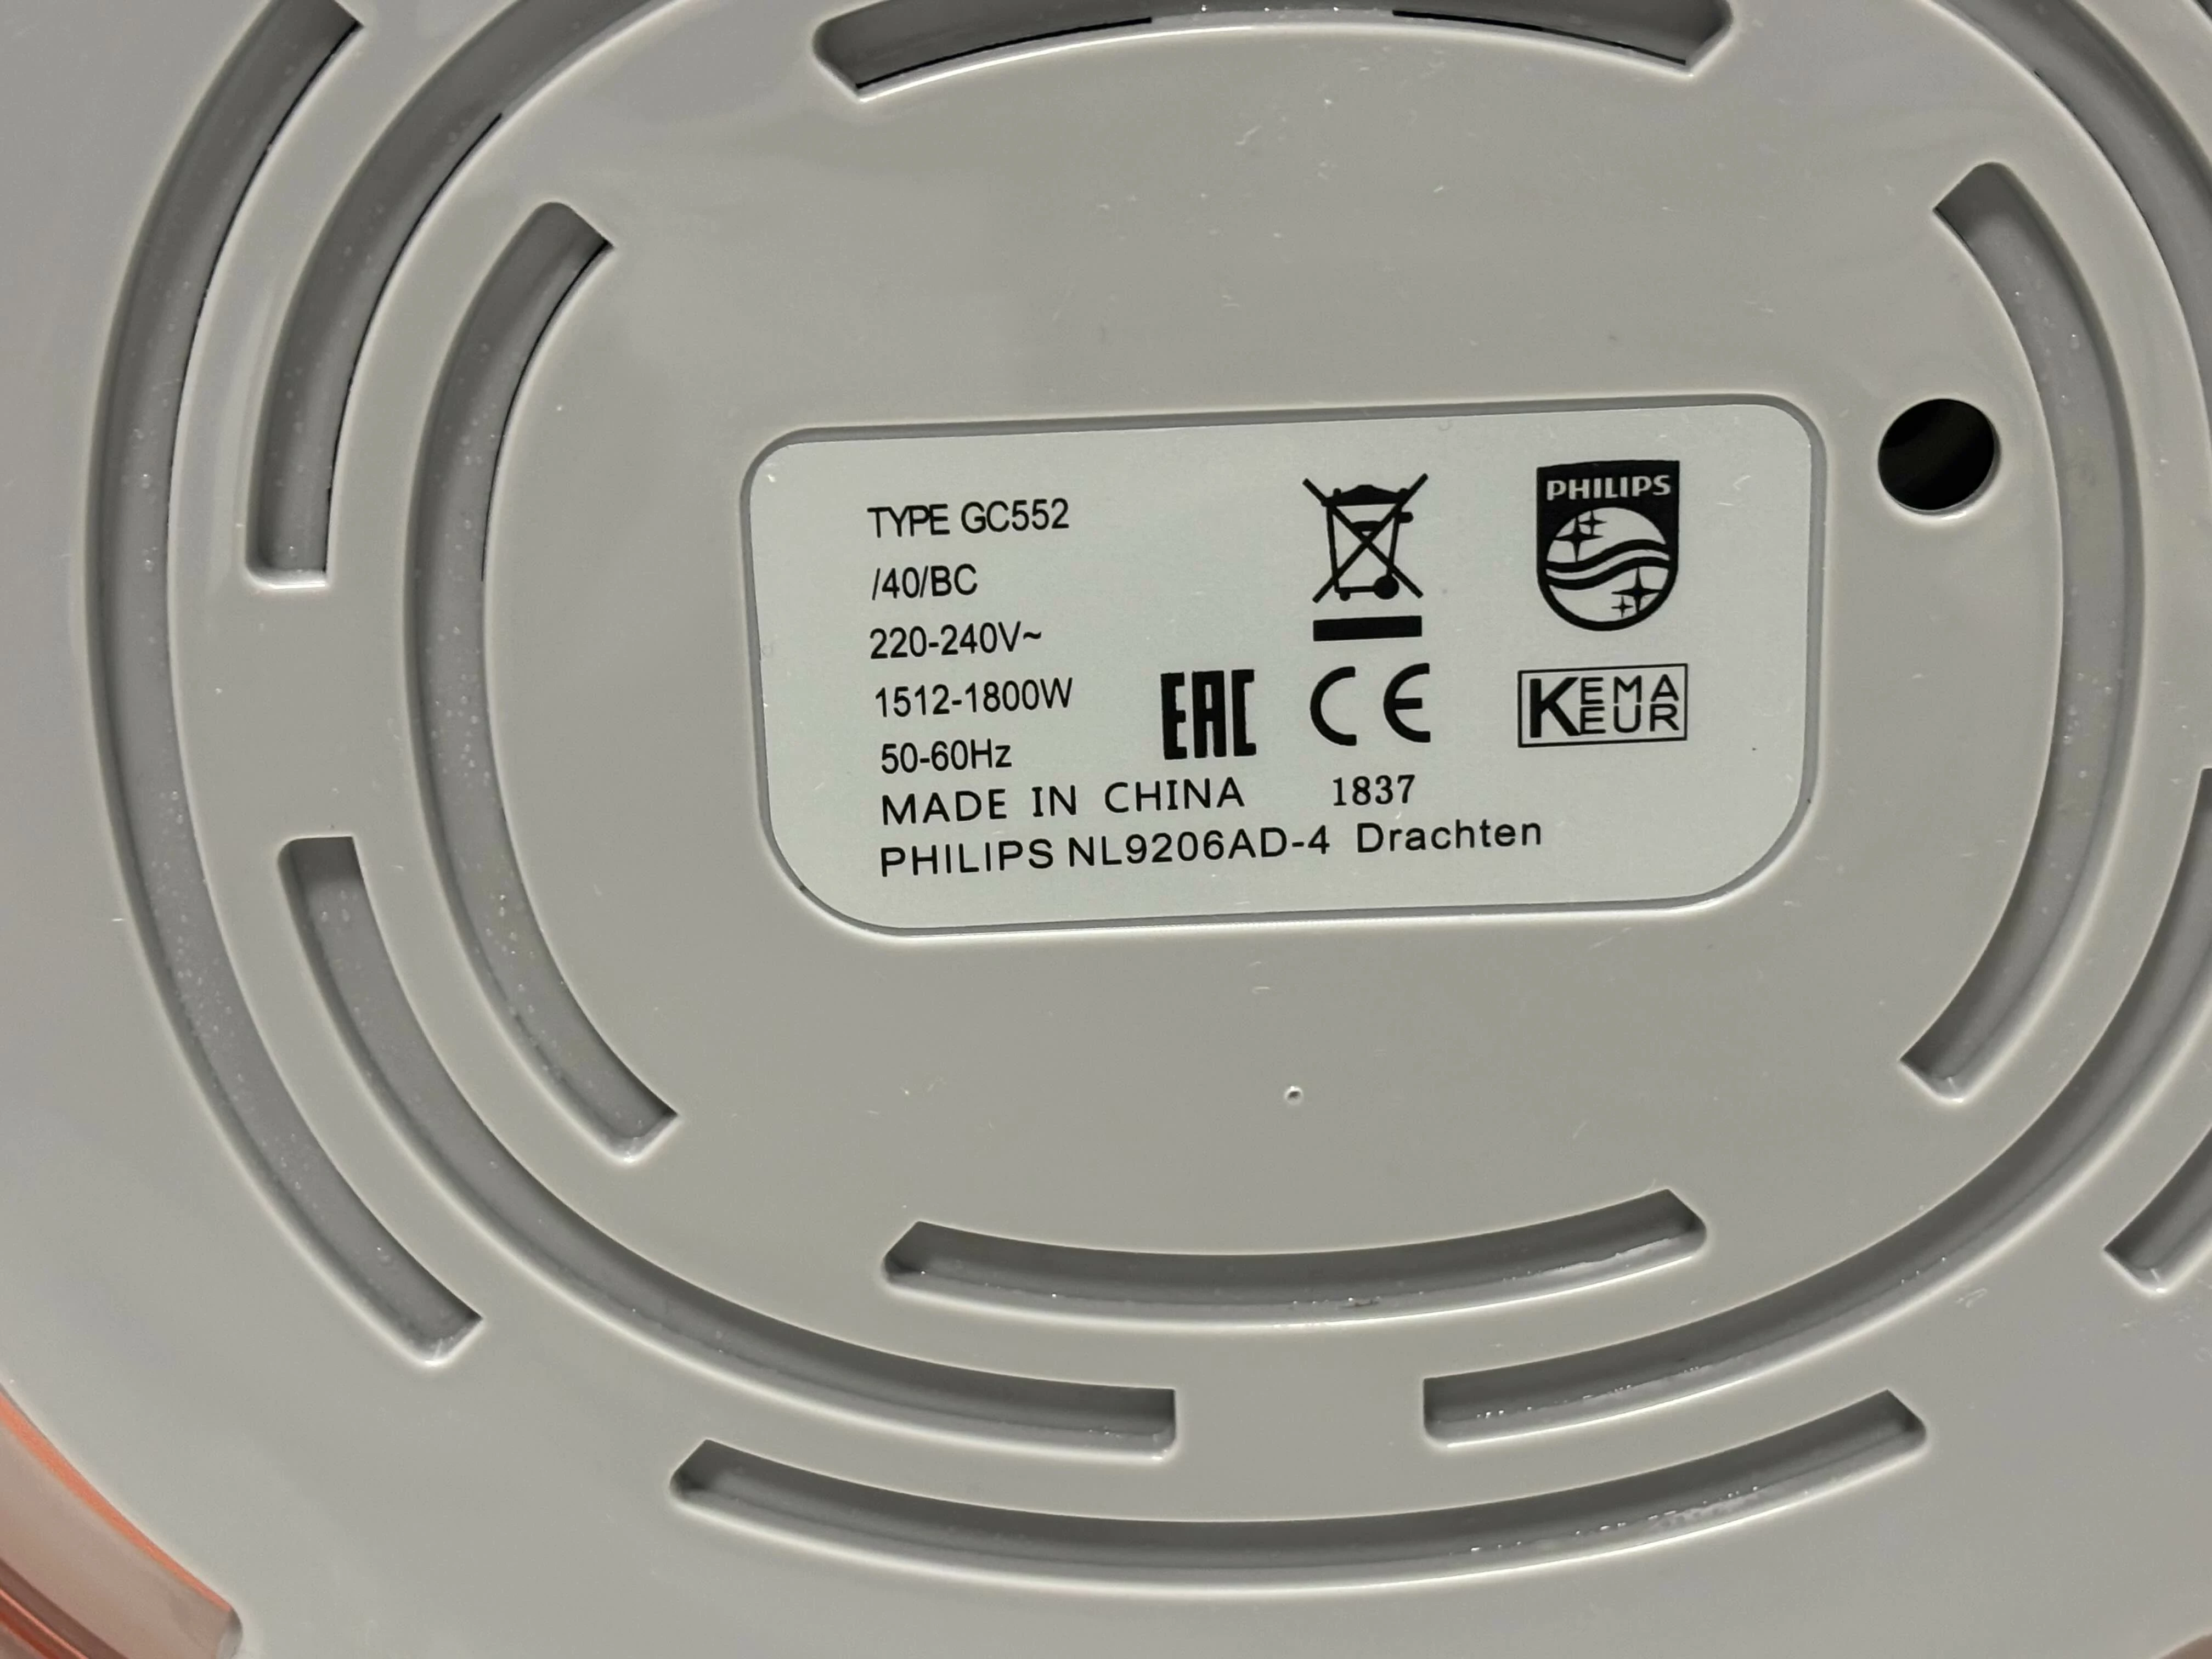 TYPE GC552
/40/BC
220-240V~
1512-1800W
50-60Hz
MADE IN CHINA 1837
PHILIPS NL9206AD-4 Drachten
EAC
CE
PHILIPS
KEMA
KEUR